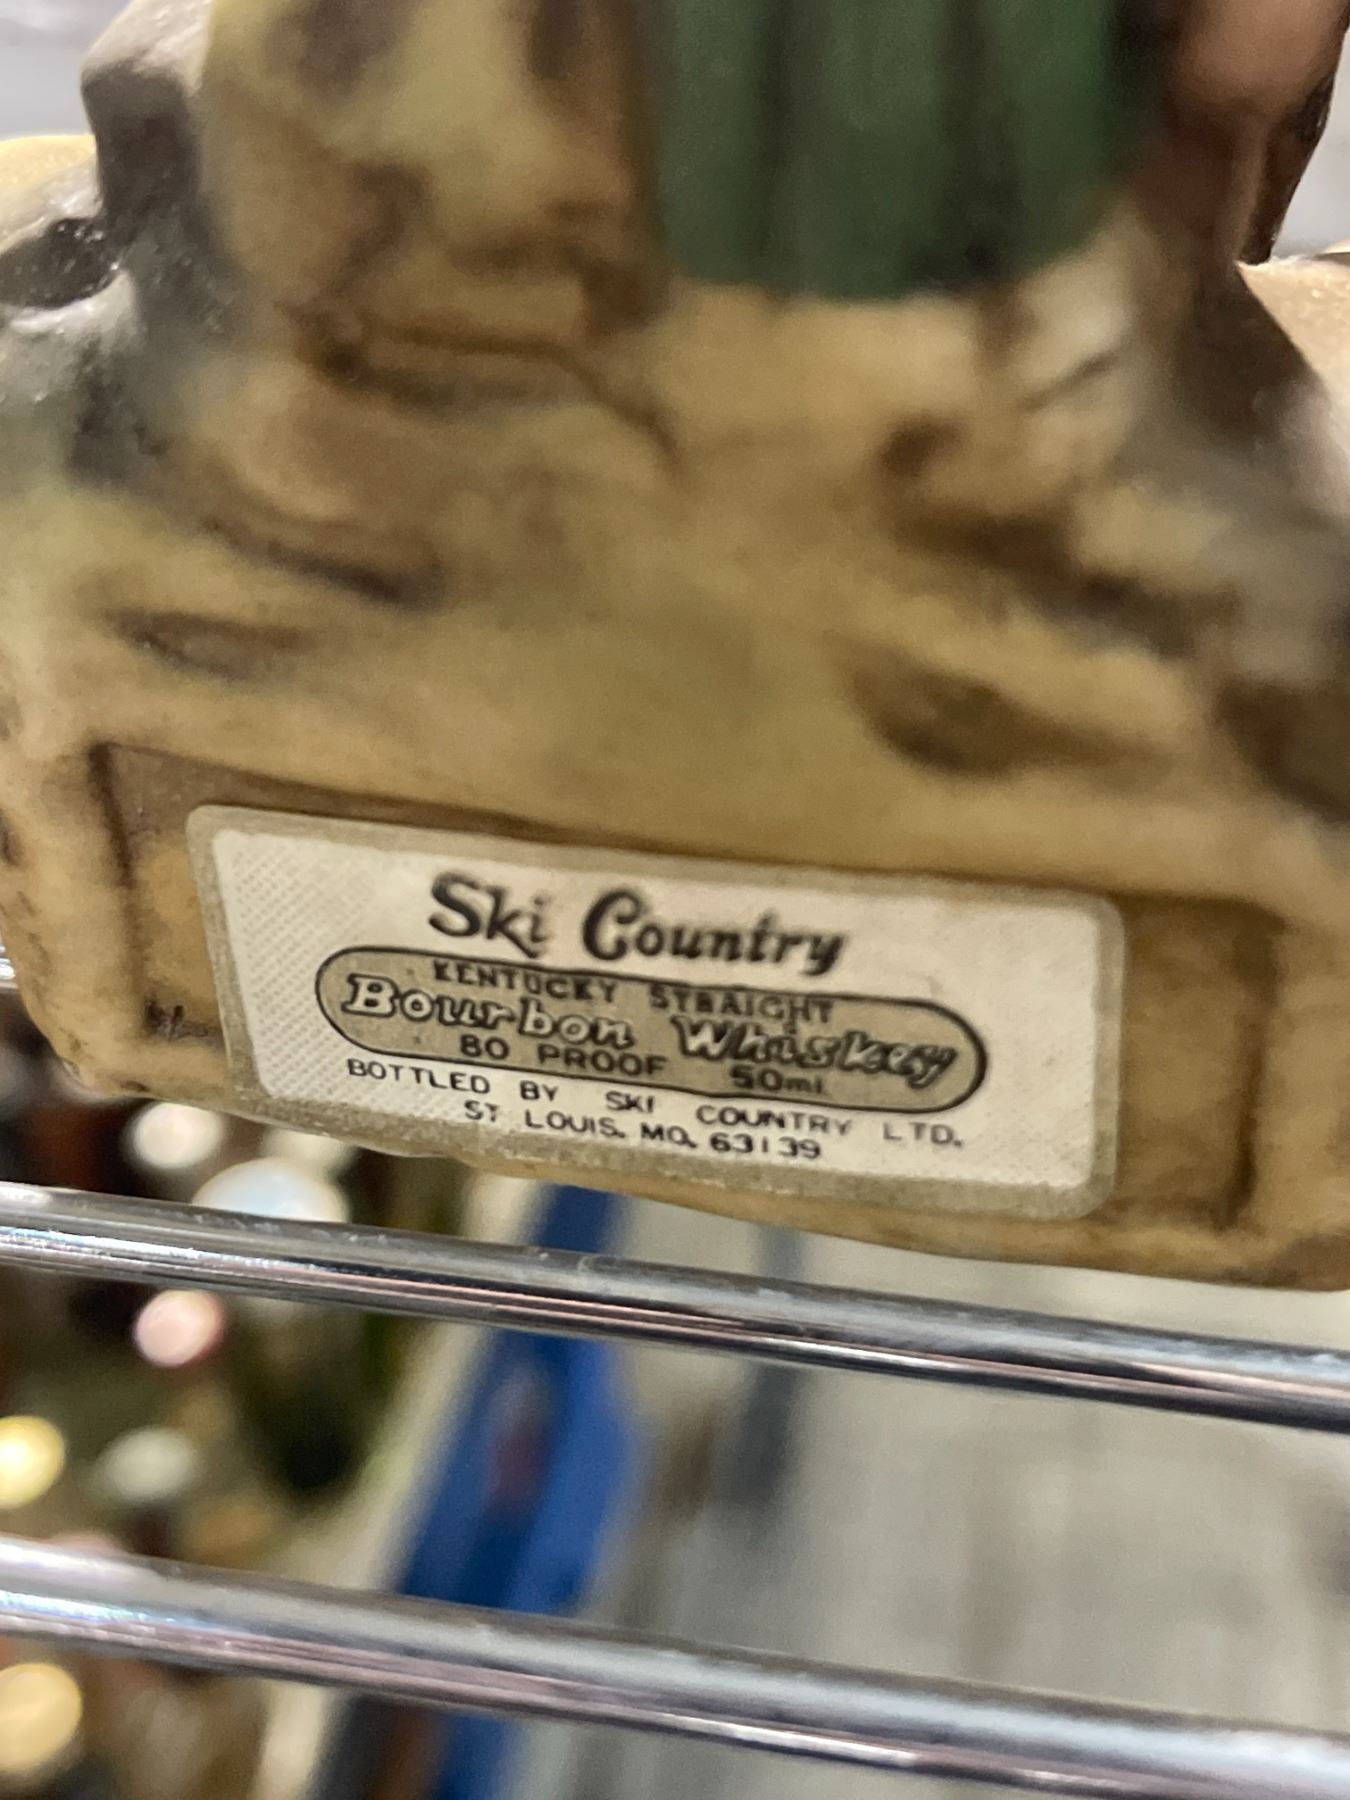 Ski Country
KENTUCKY STRAIGHT
Bourbon Whiskey
80 PROOF 50ml
BOTTLED BY SKI COUNTRY LTD.
ST LOUIS. MO. 63139